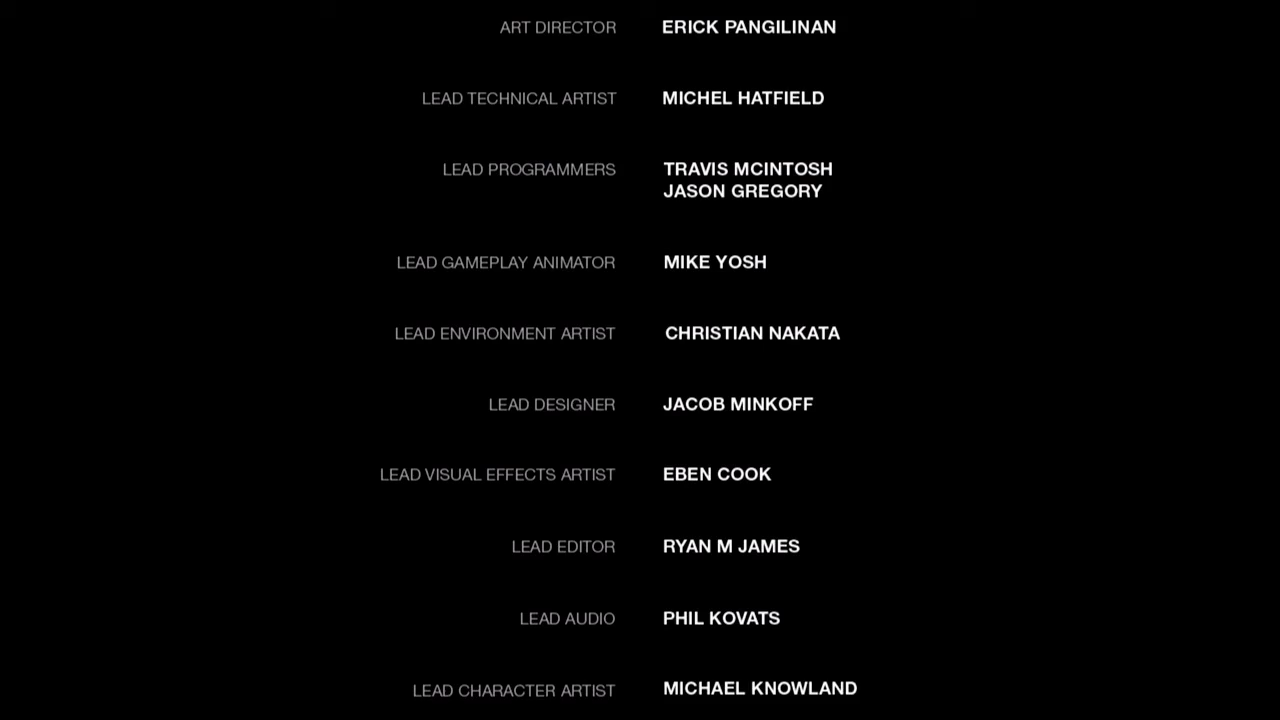 ART DIRECTOR ERICK PANGILINAN
LEAD TECHNICAL ARTIST MICHEL HATFIELD
LEAD PROGRAMMERS TRAVIS MCINTOSH
JASON GREGORY
LEAD GAMEPLAY ANIMATOR MIKE YOSH
LEAD ENVIRONMENT ARTIST CHRISTIAN NAKATA
LEAD DESIGNER JACOB MINKOFF
LEAD VISUAL EFFECTS ARTIST EBEN COOK
LEAD EDITOR RYAN M JAMES
LEAD AUDIO PHIL KOVATS
LEAD CHARACTER ARTIST MICHAEL KNOWLAND